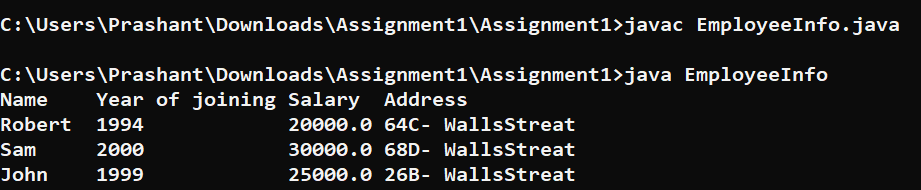 C:\Users\Prashant\Downloads\Assignment1\Assignment1>javac EmployeeInfo.java
C:\Users\Prashant\Downloads\Assignment1\Assignment1>java EmployeeInfo
Name    Year of joining Salary  Address
Robert  1994            20000.0 64C- WallsStreat
Sam     2000            30000.0 68D- WallsStreat
John    1999            25000.0 26B- WallsStreat